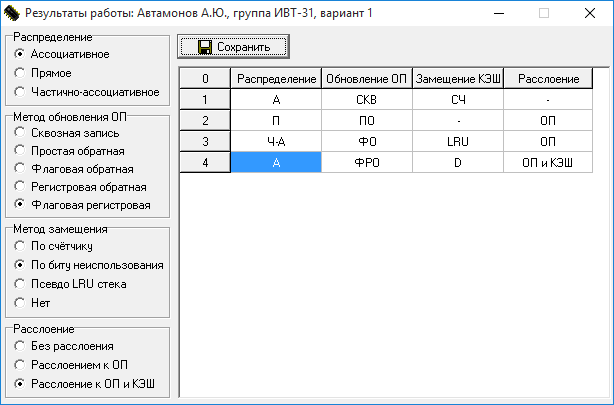 Результаты работы: Автамонов А.Ю., группа ИВТ-31, вариант 1
Распределение
Ассоциативное
Прямое
Частично-ассоциативное
Метод обновления ОП
Сквозная запись
Простая обратная
Флаговая обратная
Регистровая обратная
Флаговая регистровая
Метод замещения
По счётчику
По биту неиспользования
Псевдо LRU стека
Нет
Расслоение
Без расслоения
Расслоением к ОП
Расслоение к ОП и КЭШ
Сохранить
0 Распределение Обновление ОП Замещение КЭШ Расслоение
1 А СКВ СЧ -
2 П ПО - ОП
3 Ч-А ФО LRU ОП
4 А ФРО D ОП и КЭШ